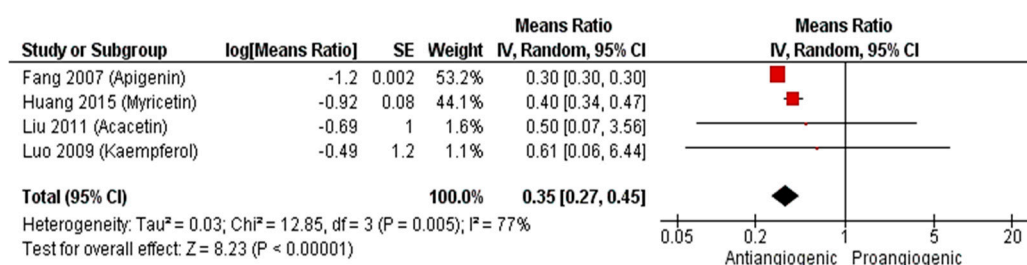 Means Ratio Means Ratio
Study or Subgroup log[Means Ratio] SE Weight IV, Random, 95% CI IV, Random, 95% CI
Fang 2007 (Apigenin) -1.2 0.002 53.2% 0.30 [0.30, 0.30]
Huang 2015 (Myricetin) -0.92 0.08 44.1% 0.40 [0.34, 0.47]
Liu 2011 (Acacetin) -0.69 1 1.6% 0.50 [0.07, 3.56]
Luo 2009 (Kaempferol) -0.49 1.2 1.1% 0.61 [0.06, 6.44]
Total (95% CI) 100.0% 0.35 [0.27, 0.45]
Heterogeneity: Tau² = 0.03; Chi² = 12.85, df = 3 (P = 0.005); I² = 77%
Test for overall effect: Z = 8.23 (P < 0.00001)
0.05 0.2 1 5 20
Antiangiogenic Proangiogenic